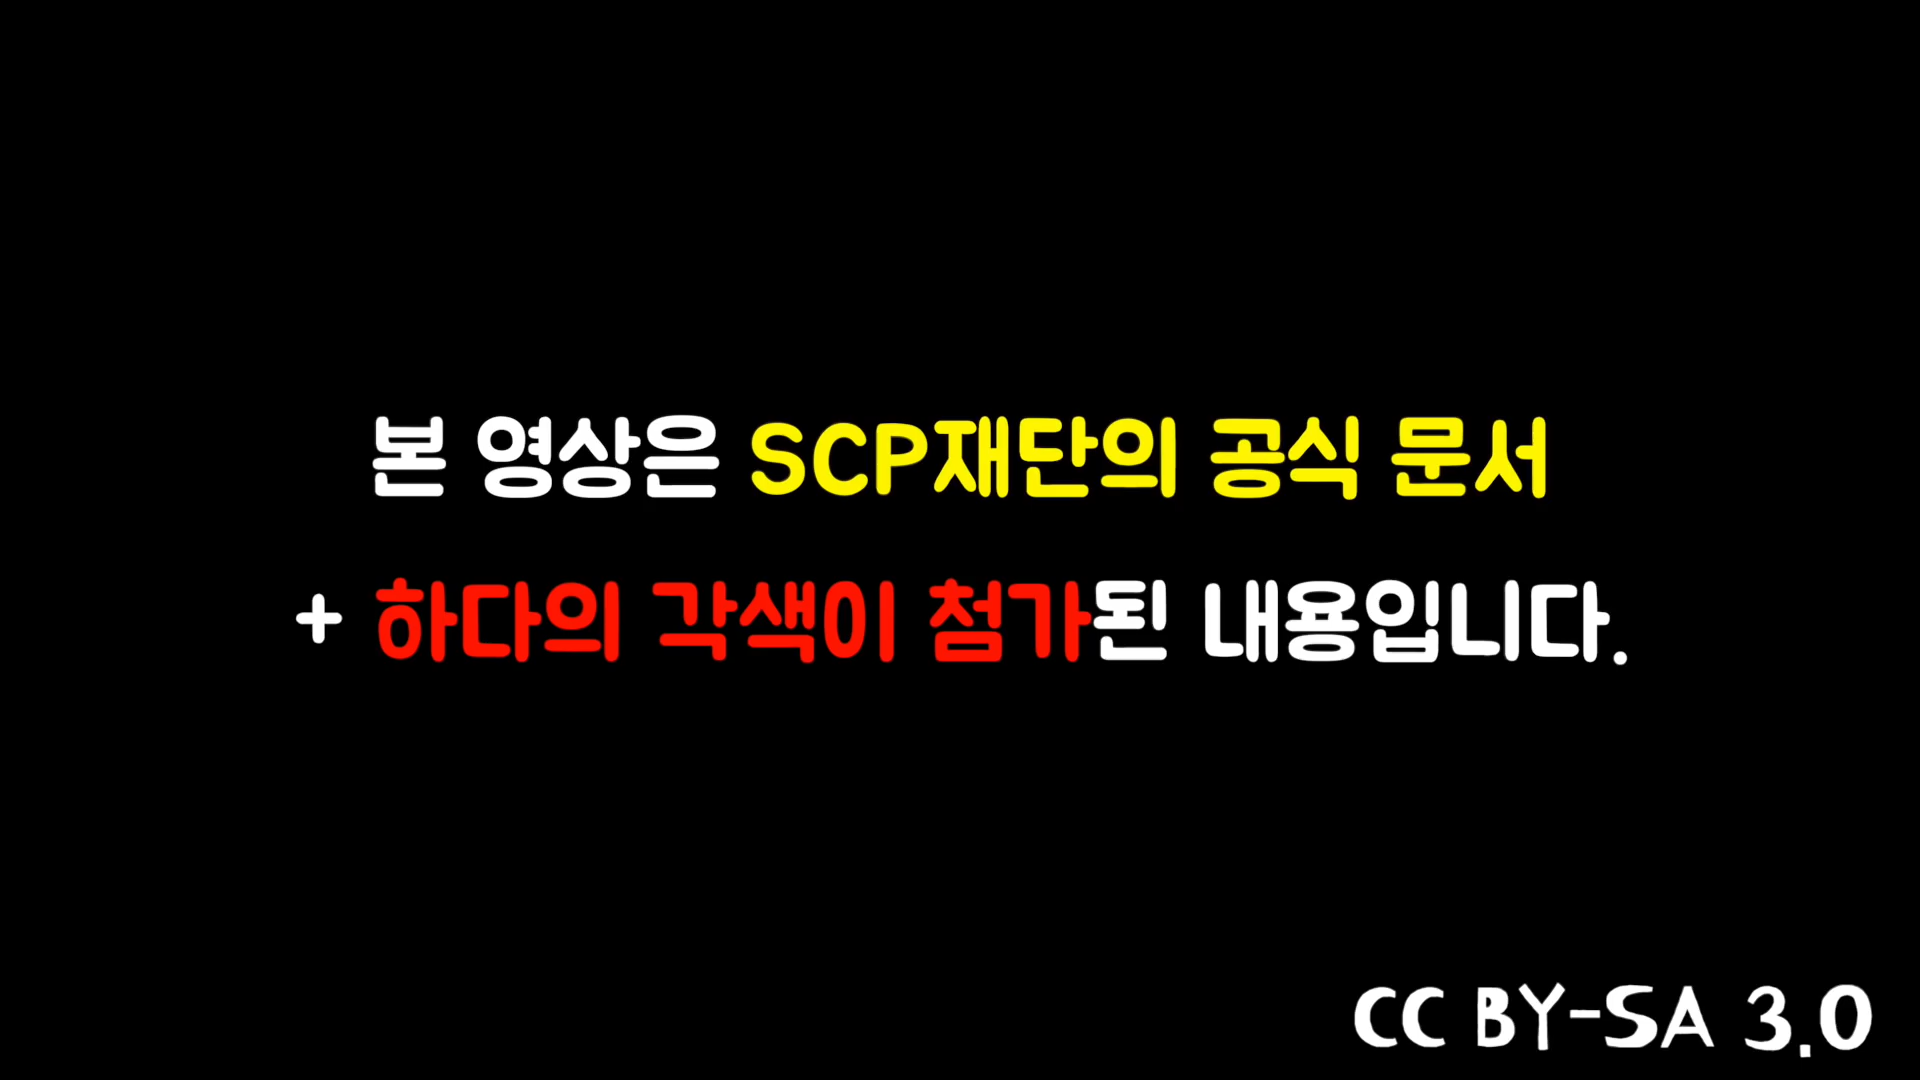 본 영상은 SCP재단의 공식 문서
+ 하다의 각색이 첨가된 내용입니다.
CC BY-SA 3.0